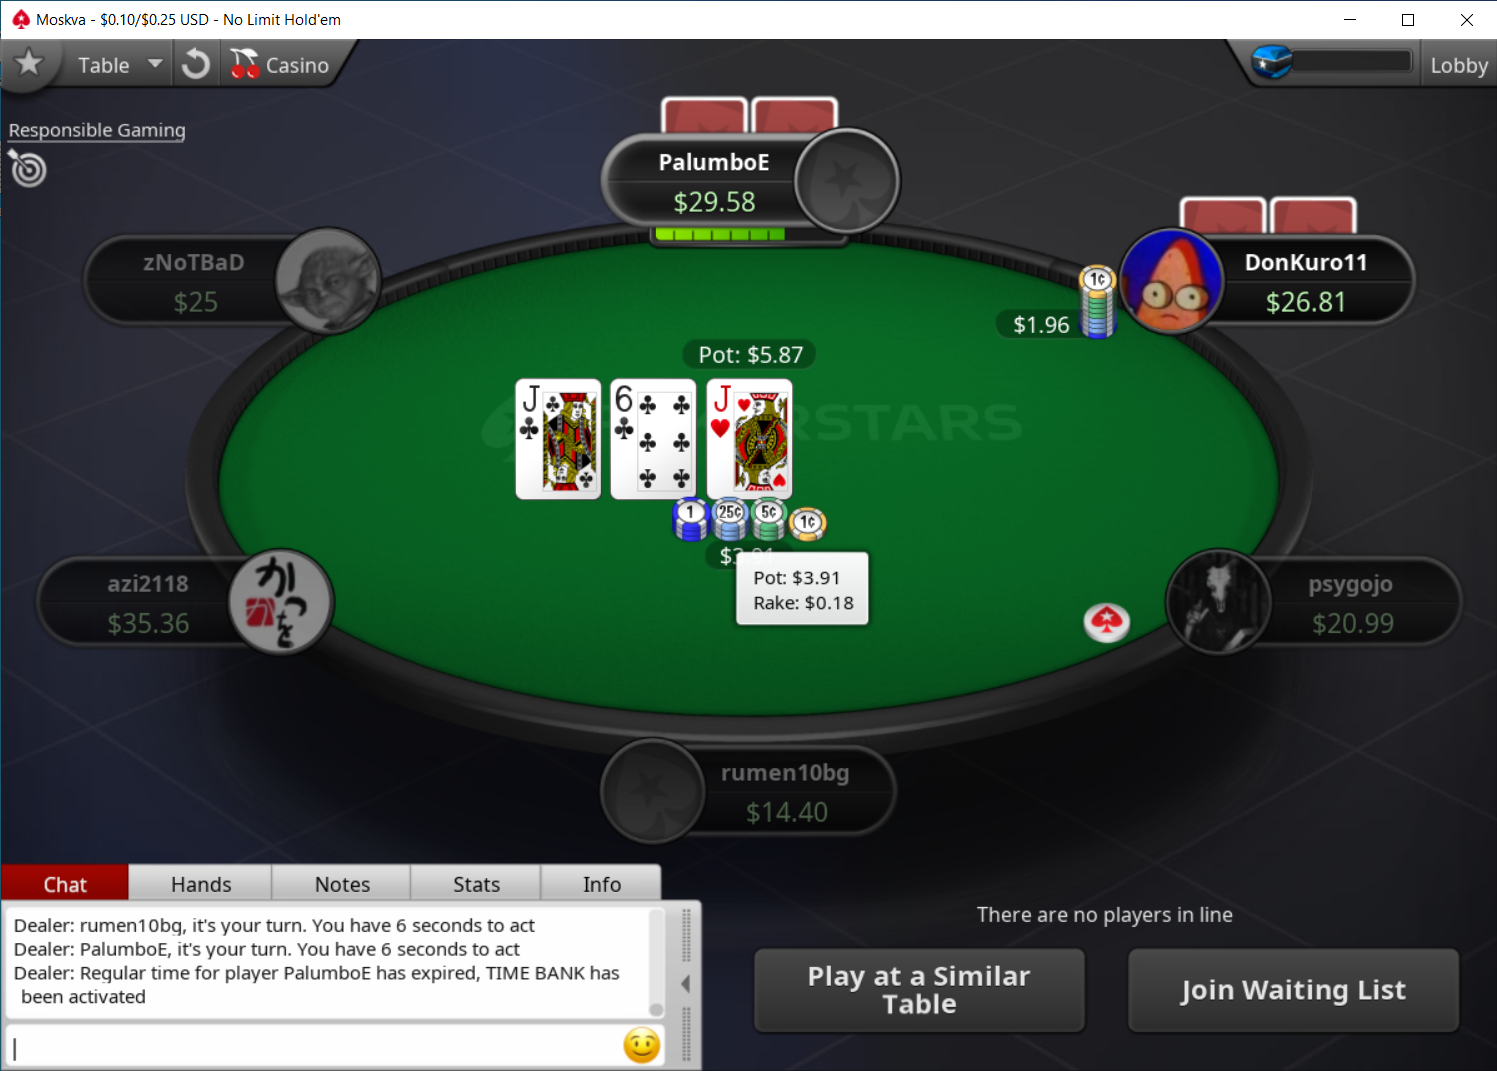 Moskva - $0.10/$0.25 USD - No Limit Hold'em
Table
Casino
Lobby
Responsible Gaming
PalumboE
$29.58
zNoTBaD
$25
DonKuro11
$26.81
1¢
$1.96
Pot: $5.87
J
6
J
RSTARS
1
25¢
5¢
1¢
Pot: $3.91
Rake: $0.18
azi2118
$35.36
かつを
psygojo
$20.99
rumen10bg
$14.40
Chat
Hands
Notes
Stats
Info
Dealer: rumen10bg, it's your turn. You have 6 seconds to act
Dealer: PalumboE, it's your turn. You have 6 seconds to act
Dealer: Regular time for player PalumboE has expired, TIME BANK has
been activated
There are no players in line
Play at a Similar
Table
Join Waiting List